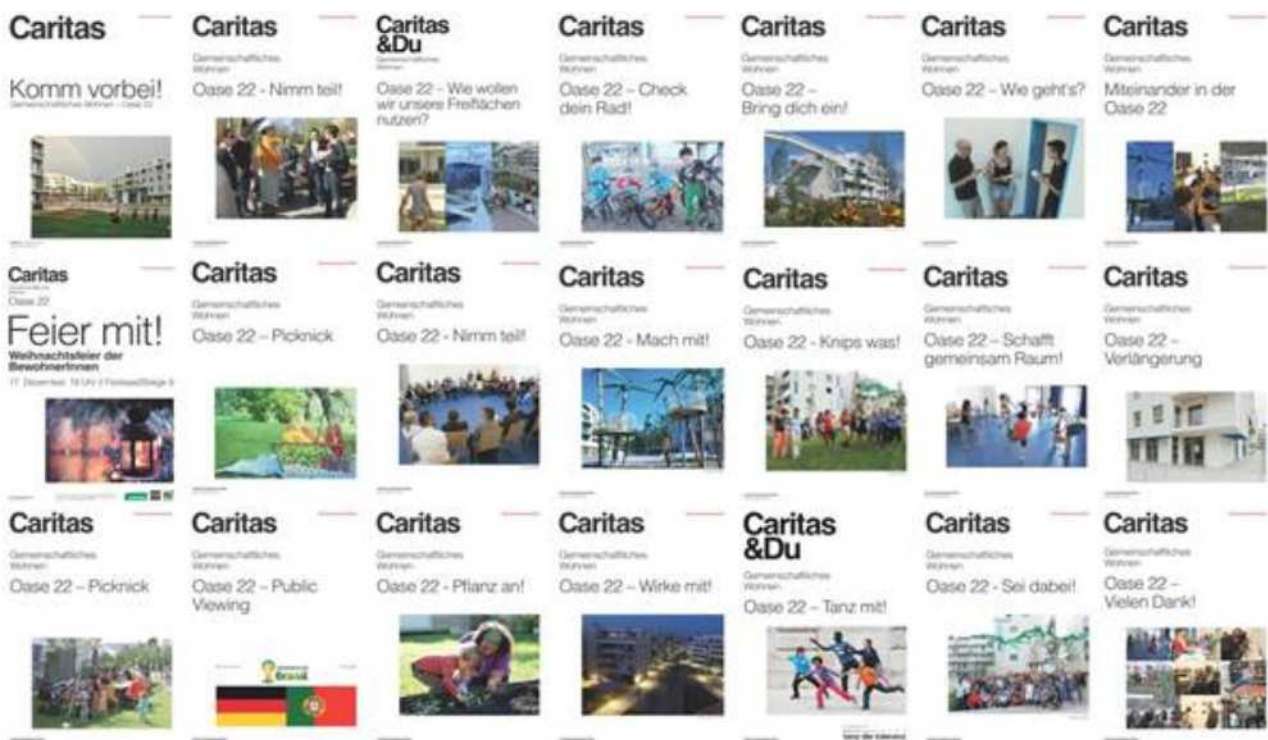 Caritas
Komm vorbei!
Gemeinschaftliches Wohnen – Oase 22
Caritas
Gemeinschaftliches
Wohnen
Oase 22 - Nimm teil!
Caritas
&Du
Gemeinschaftliches
Wohnen
Oase 22 – Wie wollen
wir unsere Freiflächen
nutzen?
Caritas
Gemeinschaftliches
Wohnen
Oase 22 – Check
dein Rad!
Caritas
Gemeinschaftliches
Wohnen
Oase 22 –
Bring dich ein!
Caritas
Gemeinschaftliches
Wohnen
Oase 22 – Wie geht's?
Caritas
Gemeinschaftliches
Wohnen
Miteinander in der
Oase 22
Caritas
Oase 22
Feier mit!
Weihnachtsfeier der
BewohnerInnen
17. Dezember, 16 Uhr
Caritas
Gemeinschaftliches
Wohnen
Oase 22 – Picknick
Caritas
Gemeinschaftliches
Wohnen
Oase 22 - Nimm teil!
Caritas
Gemeinschaftliches
Wohnen
Oase 22 - Mach mit!
Caritas
Gemeinschaftliches
Wohnen
Oase 22 - Knips was!
Caritas
Gemeinschaftliches
Wohnen
Oase 22 – Schafft
gemeinsam Raum!
Caritas
Gemeinschaftliches
Wohnen
Oase 22 –
Verlängerung
Caritas
Gemeinschaftliches
Wohnen
Oase 22 – Picknick
Caritas
Gemeinschaftliches
Wohnen
Oase 22 – Public
Viewing
Brasil
Caritas
Gemeinschaftliches
Wohnen
Oase 22 - Pflanz an!
Caritas
Gemeinschaftliches
Wohnen
Oase 22 – Wirke mit!
Caritas
&Du
Gemeinschaftliches
Wohnen
Oase 22 – Tanz mit!
tanz die toleranz
Caritas
Gemeinschaftliches
Wohnen
Oase 22 - Sei dabei!
Caritas
Gemeinschaftliches
Wohnen
Oase 22 –
Vielen Dank!